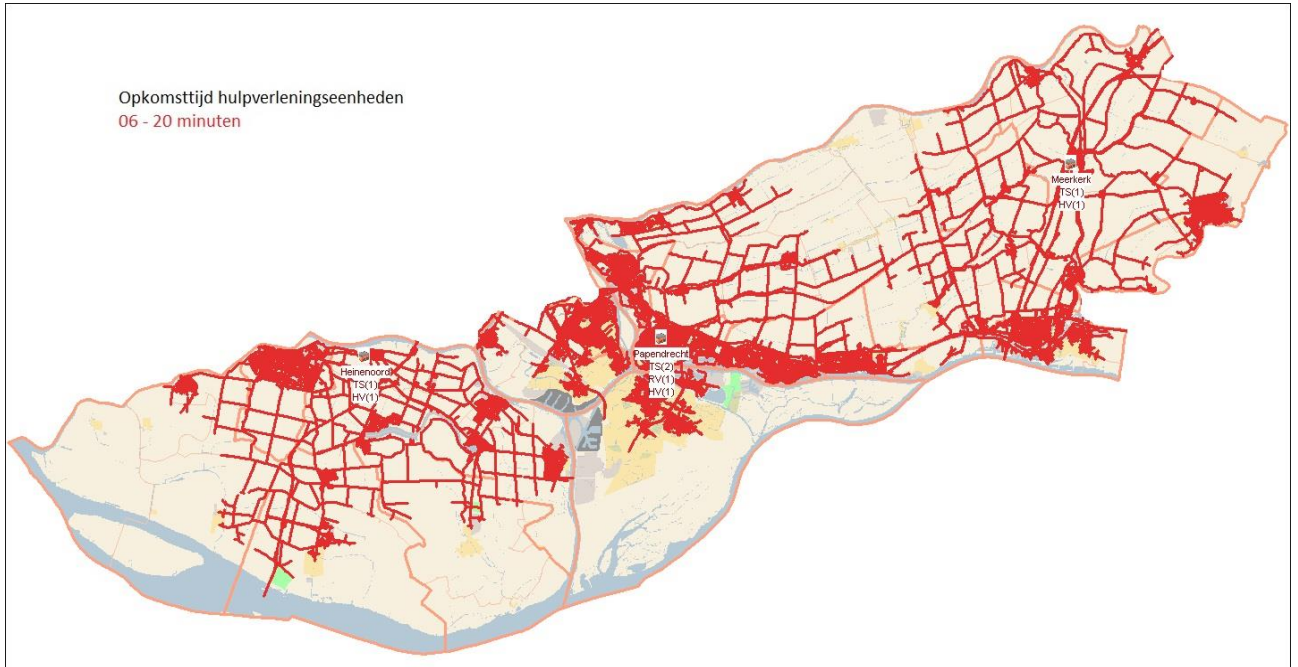 Opkomsttijd hulpverleningseenheden
06 - 20 minuten
Meerkerk
TS(1)
HV(1)
Papendrecht
TS(2)
RV(1)
HV(1)
Heinenoord
TS(1)
HV(1)